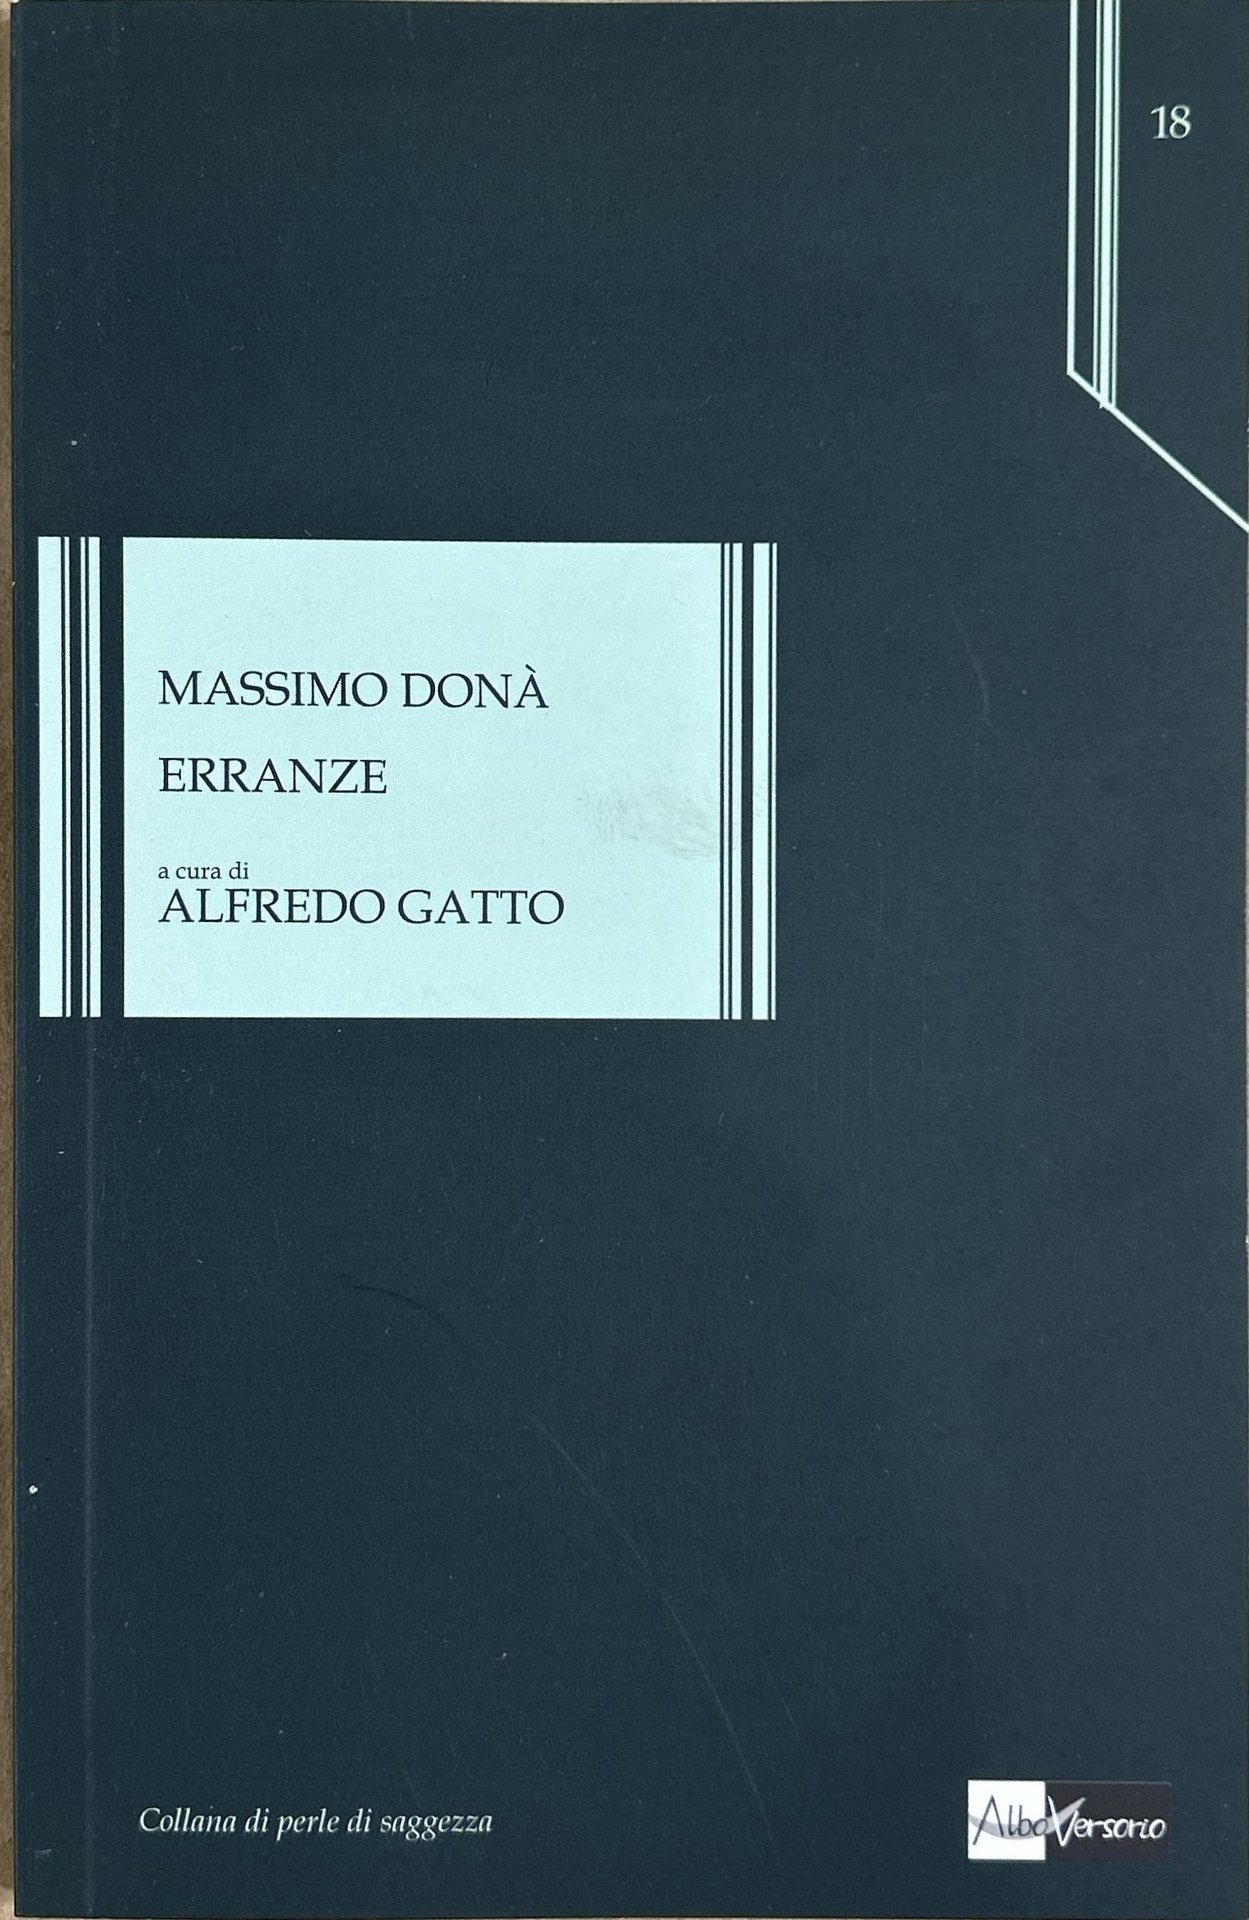 18
MASSIMO DONÀ
ERRANZE
a cura di
ALFREDO GATTO
Collana di perle di saggezza
AlboVersorio